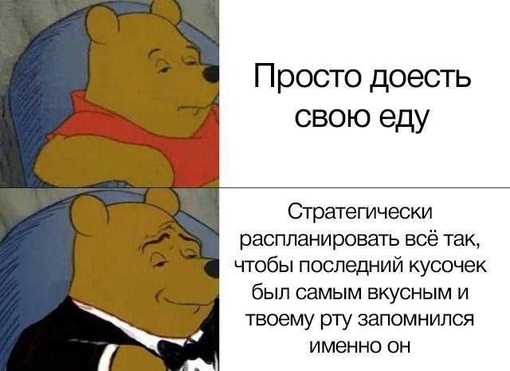 Просто доесть
свою еду
Стратегически
распланировать всё так,
чтобы последний кусочек
был самым вкусным и
твоему рту запомнился
именно он